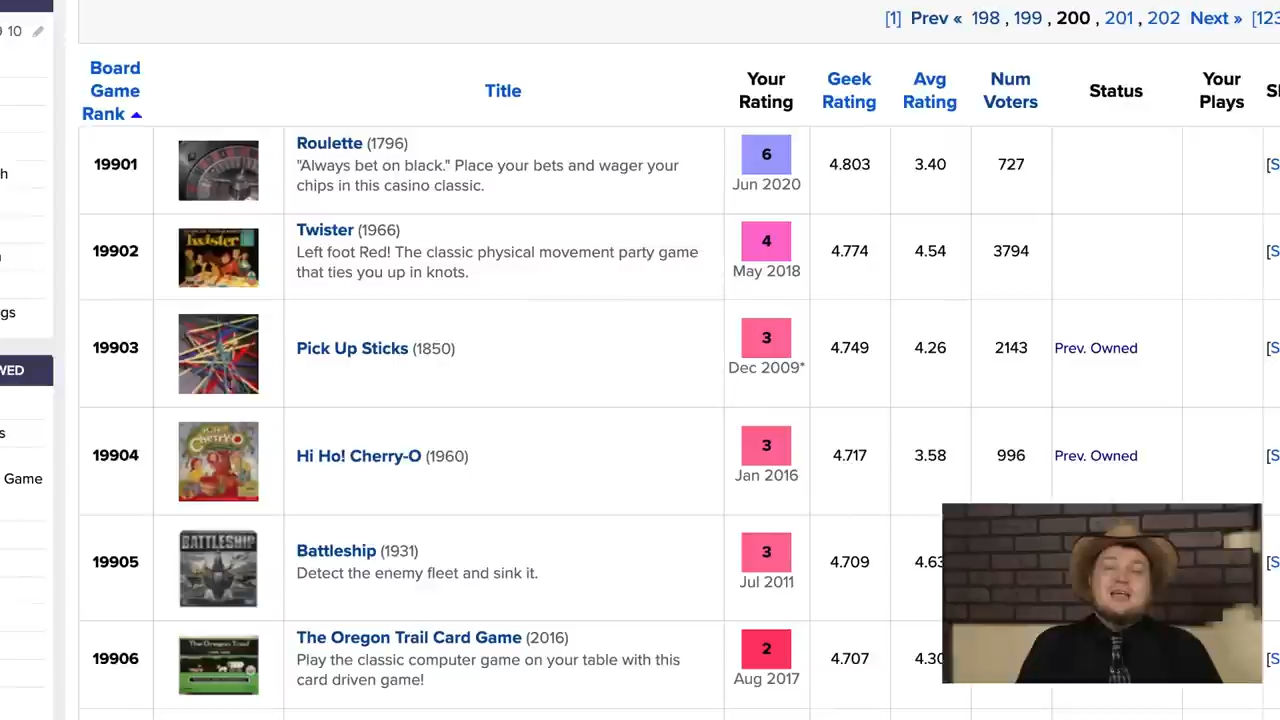 [1] Prev « 198 , 199 , 200 , 201 , 202 Next » [123
9 10
Board Game Rank Title Your Rating Geek Rating Avg Rating Num Voters Status Your Plays
19901 Roulette (1796) 6 4.803 3.40 727
"Always bet on black." Place your bets and wager your
chips in this casino classic. Jun 2020
19902 Twister (1966) 4 4.774 4.54 3794
Left foot Red! The classic physical movement party game
that ties you up in knots. May 2018
19903 Pick Up Sticks (1850) 3 4.749 4.26 2143 Prev. Owned
Dec 2009*
19904 Hi Ho! Cherry-O (1960) 3 4.717 3.58 996 Prev. Owned
Jan 2016
Game
19905 Battleship (1931) 3 4.709 4.63
Detect the enemy fleet and sink it. Jul 2011
BATTLESHIP
19906 The Oregon Trail Card Game (2016) 2 4.707 4.30
Play the classic computer game on your table with this
card driven game! Aug 2017